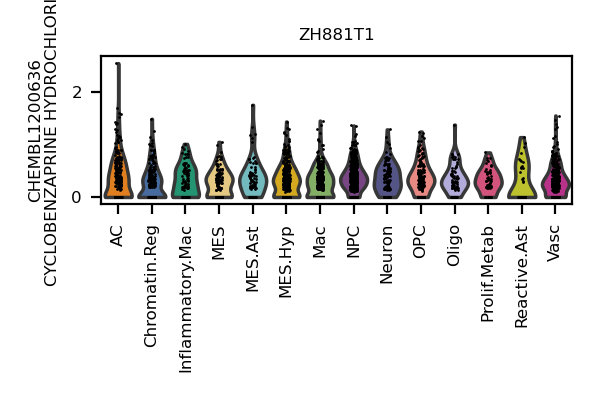 ZH881T1
CHEMBL1200636
CYCLOBENZAPRINE HYDROCHLORI
2
0
AC
Chromatin.Reg
Inflammatory.Mac
MES
MES.Ast
MES.Hyp
Mac
NPC
Neuron
OPC
Oligo
Prolif.Metab
Reactive.Ast
Vasc